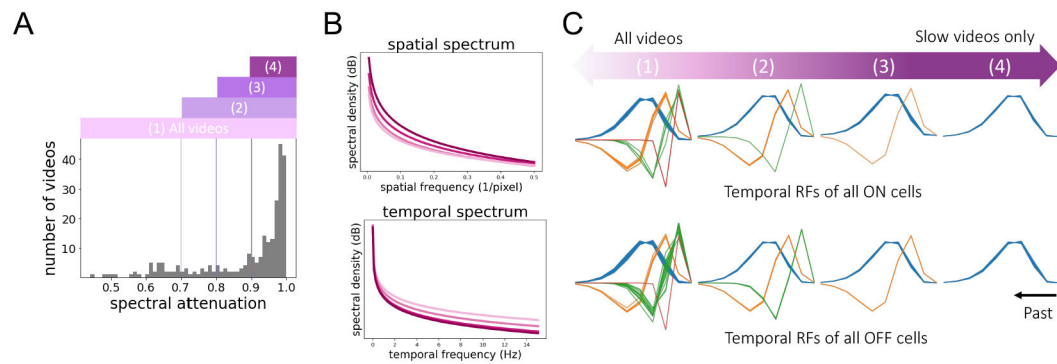 A
(4)
(3)
(2)
(1) All videos
number of videos
40
30
20
10
0.5 0.6 0.7 0.8 0.9 1.0
spectral attenuation
B
spatial spectrum
spectral density (dB)
0.0 0.1 0.2 0.3 0.4 0.5
spatial frequency (1/pixel)
temporal spectrum
spectral density (dB)
0 2 4 6 8 10 12 14
temporal frequency (Hz)
C
All videos Slow videos only
(1) (2) (3) (4)
Temporal RFs of all ON cells
Temporal RFs of all OFF cells
Past